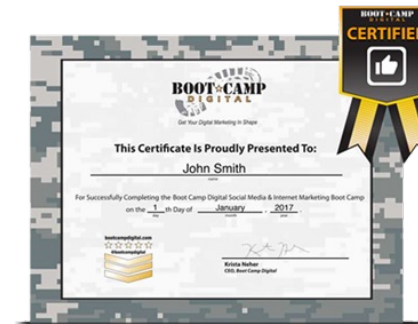 BOOT★CAMP
DIGITAL
CERTIFIED
BOOT★CAMP
DIGITAL
Get Your Digital Marketing In Shape
This Certificate Is Proudly Presented To:
John Smith
name
For Successfully Completing the Boot Camp Digital Social Media & Internet Marketing Boot Camp
on the 1 th Day of January , 2017 .
day month year
bootcampdigital.com
@bootcampdigital
Krista Neher
CEO, Boot Camp Digital